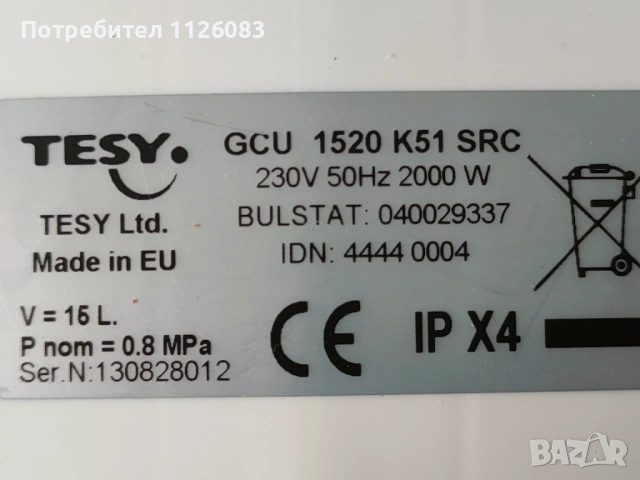 Потребител 1126083
TESY.
GCU 1520 K51 SRC
230V 50Hz 2000 W
TESY Ltd.
BULSTAT: 040029337
Made in EU
IDN: 4444 0004
V = 15 L.
P nom = 0.8 MPa
Ser.N:130828012
CE
IP X4
BAZAR